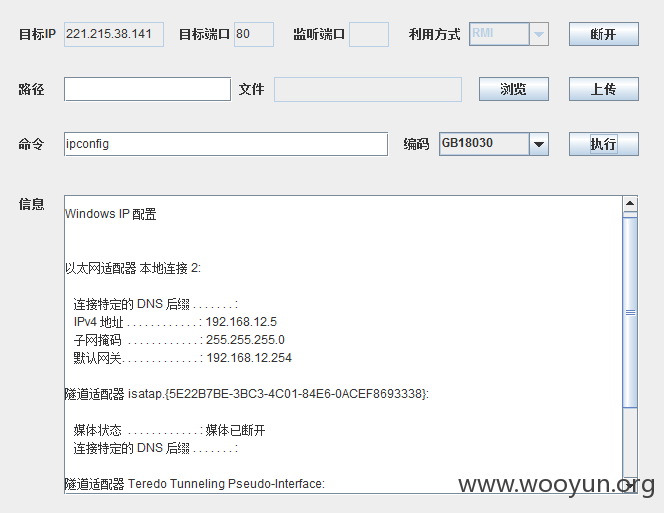 目标IP 221.215.38.141 目标端口 80 监听端口 利用方式 RMI 断开
路径 文件 浏览 上传
命令 ipconfig 编码 GB18030 执行
信息
Windows IP 配置
以太网适配器 本地连接 2:
连接特定的 DNS 后缀 . . . . . . . :
IPv4 地址 . . . . . . . . . . . . : 192.168.12.5
子网掩码 . . . . . . . . . . . . : 255.255.255.0
默认网关. . . . . . . . . . . . . : 192.168.12.254
隧道适配器 isatap.{5E22B7BE-3BC3-4C01-84E6-0ACEF8693338}:
媒体状态 . . . . . . . . . . . . : 媒体已断开
连接特定的 DNS 后缀 . . . . . . . :
隧道适配器 Teredo Tunneling Pseudo-Interface:
www.wooyun.org